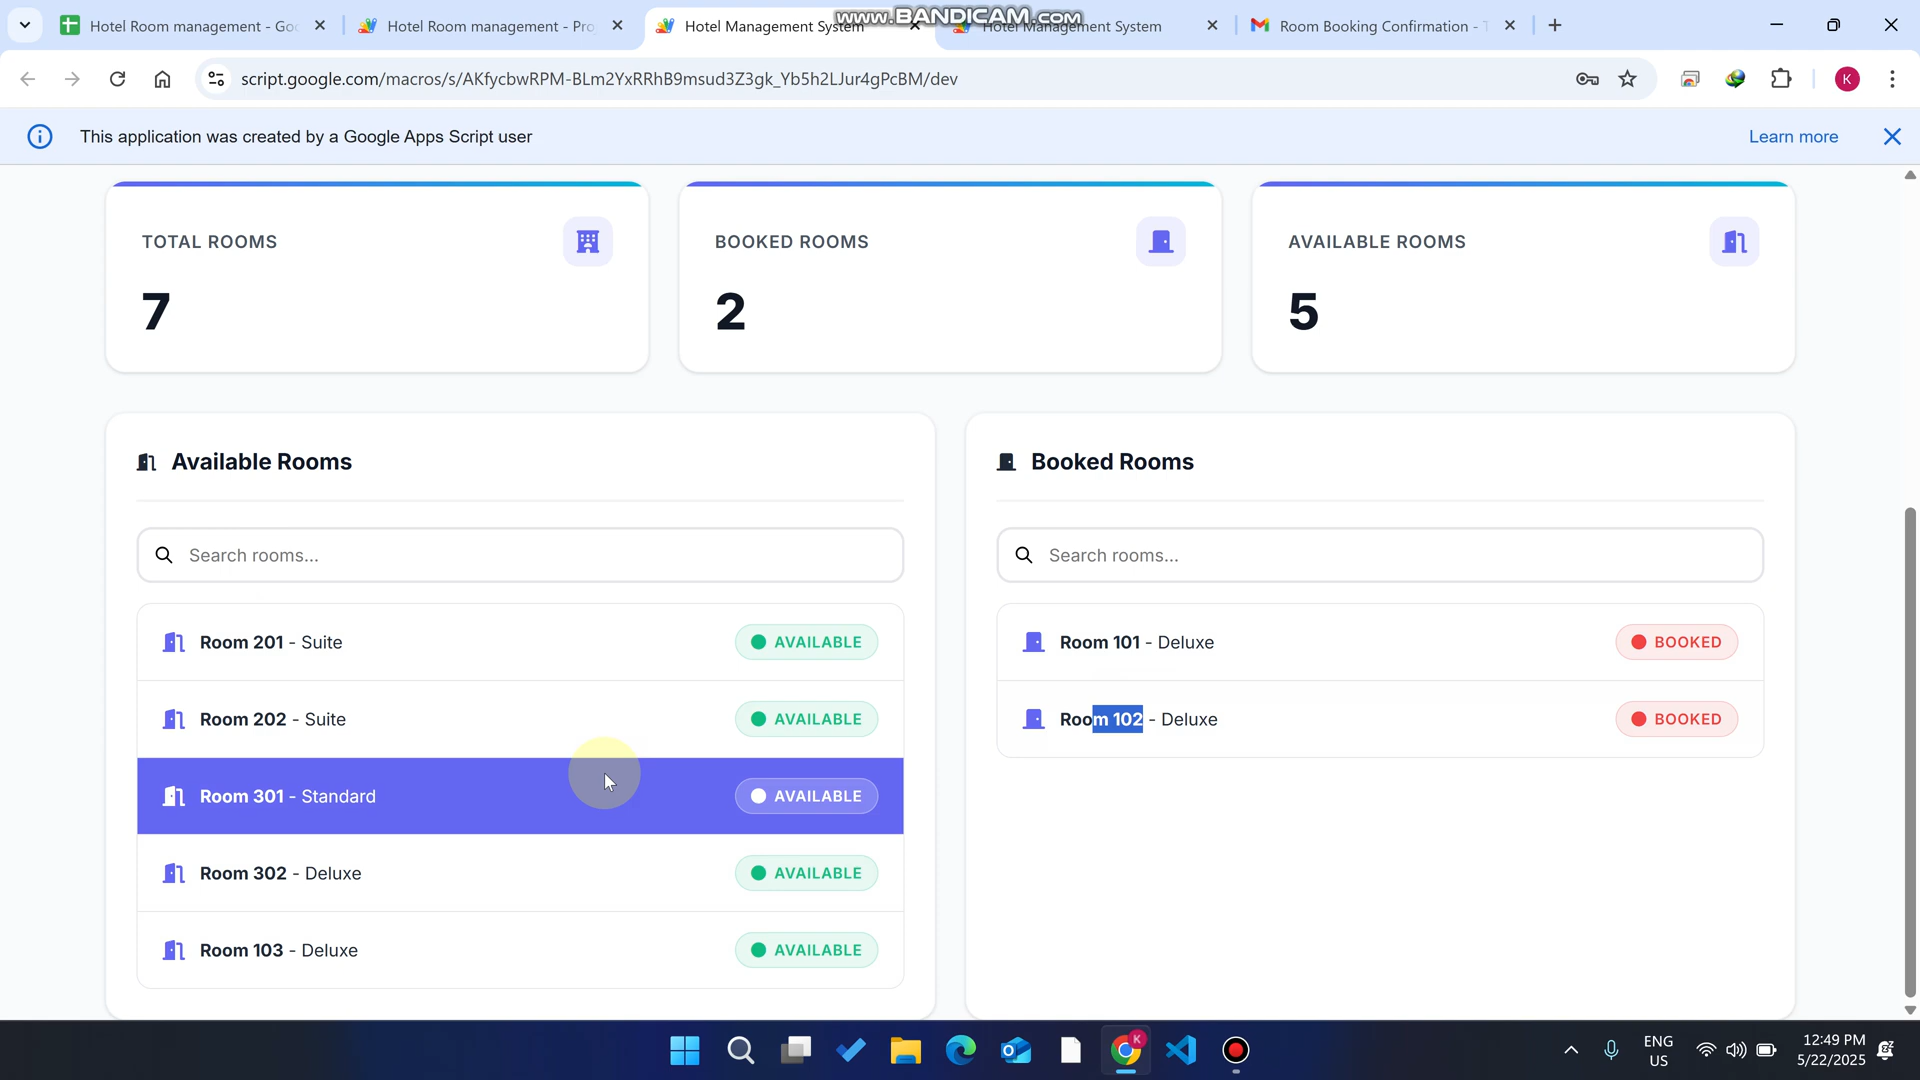 Hotel Room management - Goo
Hotel Room management - Proj
Hotel Management System
www.BANDICAM.com
Hotel Management System
Room Booking Confirmation - T
script.google.com/macros/s/AKfycbwRPM-BLm2YxRRhB9msud3Z3gk_Yb5h2LJur4gPcBM/dev
K
This application was created by a Google Apps Script user
Learn more
TOTAL ROOMS
7
BOOKED ROOMS
2
AVAILABLE ROOMS
5
Available Rooms
Search rooms...
Room 201 - Suite
AVAILABLE
Room 202 - Suite
AVAILABLE
Room 301 - Standard
AVAILABLE
Room 302 - Deluxe
AVAILABLE
Room 103 - Deluxe
AVAILABLE
Booked Rooms
Search rooms...
Room 101 - Deluxe
BOOKED
Room 102 - Deluxe
BOOKED
K
ENG
US
12:49 PM
5/22/2025